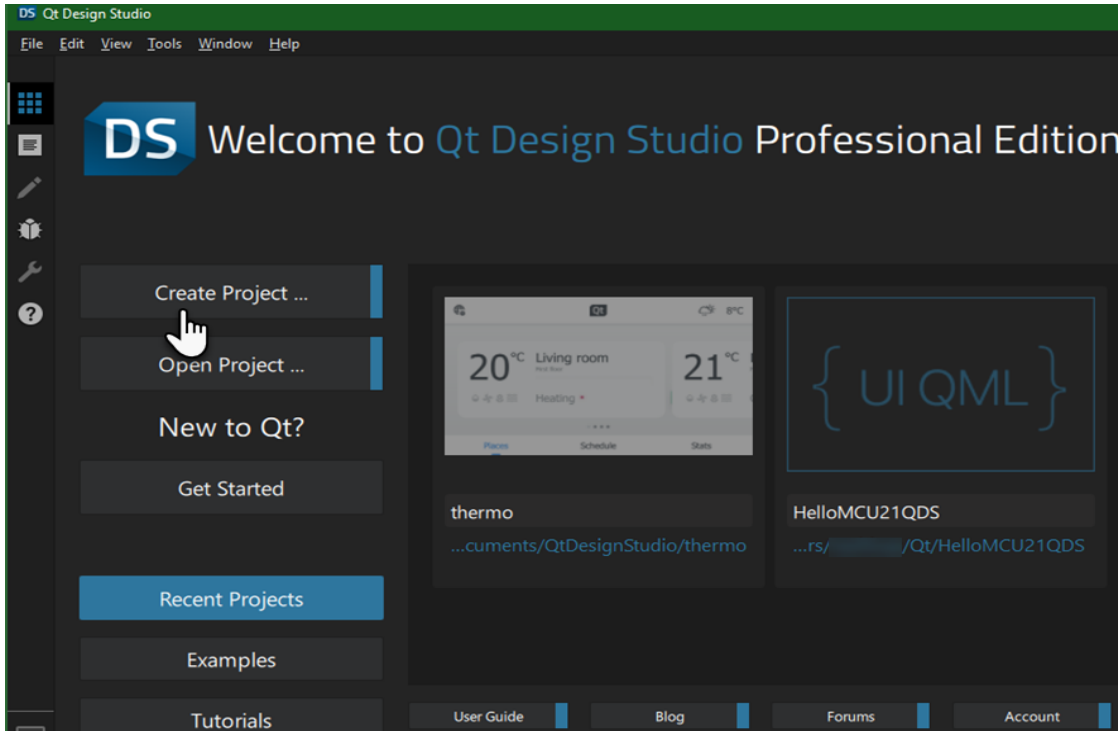 DS Qt Design Studio
File Edit View Tools Window Help
DS Welcome to Qt Design Studio Professional Edition
Create Project ...
Open Project ...
New to Qt?
Get Started
Recent Projects
Examples
Tutorials
Qt 8°C
20°C Living room 21°C
Heating
Places Schedule Stats
thermo
...cuments/QtDesignStudio/thermo
{ UI QML }
HelloMCU21QDS
...rs/ /Qt/HelloMCU21QDS
User Guide Blog Forums Account